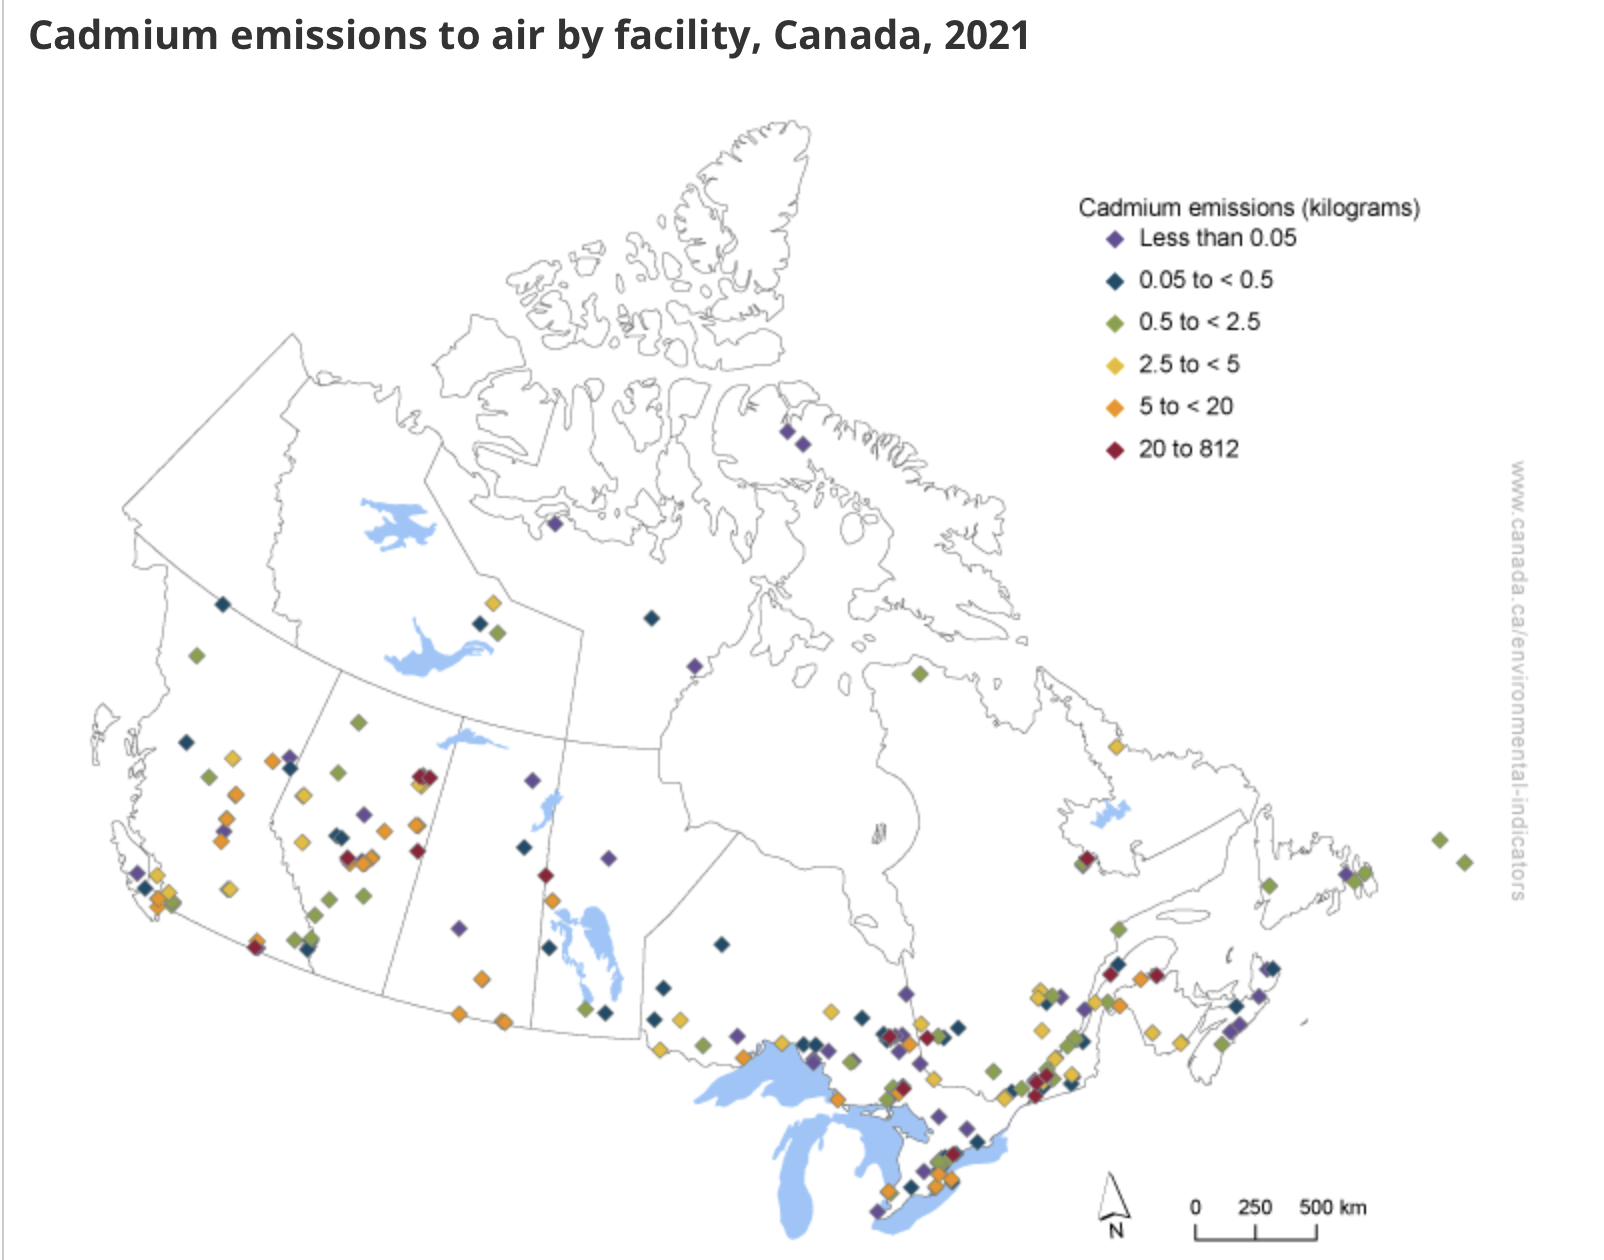 Cadmium emissions to air by facility, Canada, 2021
Cadmium emissions (kilograms)
Less than 0.05
0.05 to < 0.5
0.5 to < 2.5
2.5 to < 5
5 to < 20
20 to 812
www.canada.ca/environmental-indicators
N
0 250 500 km